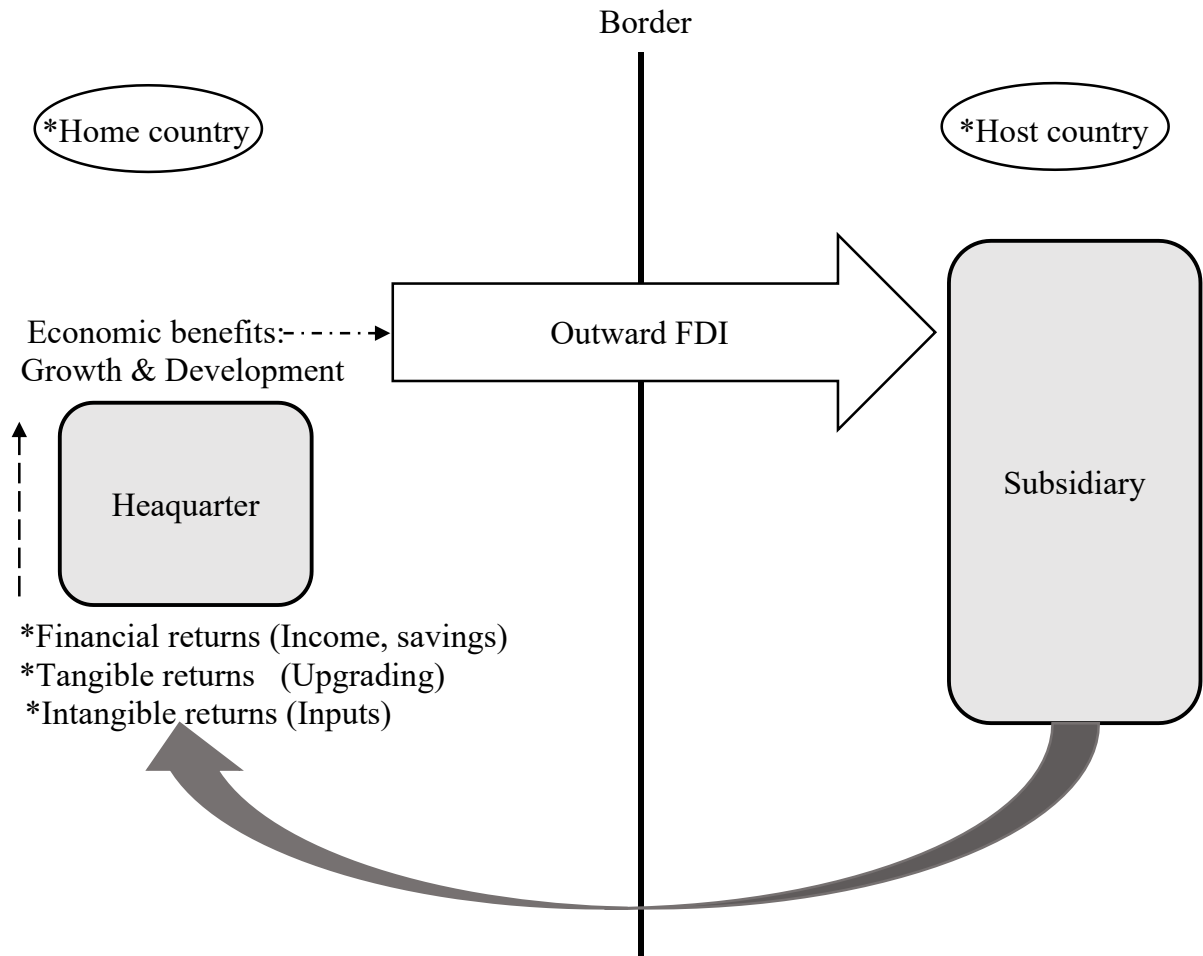 Border
*Home country
*Host country
Economic benefits:
Growth & Development
Outward FDI
Heaquarter
Subsidiary
*Financial returns (Income, savings)
*Tangible returns (Upgrading)
*Intangible returns (Inputs)